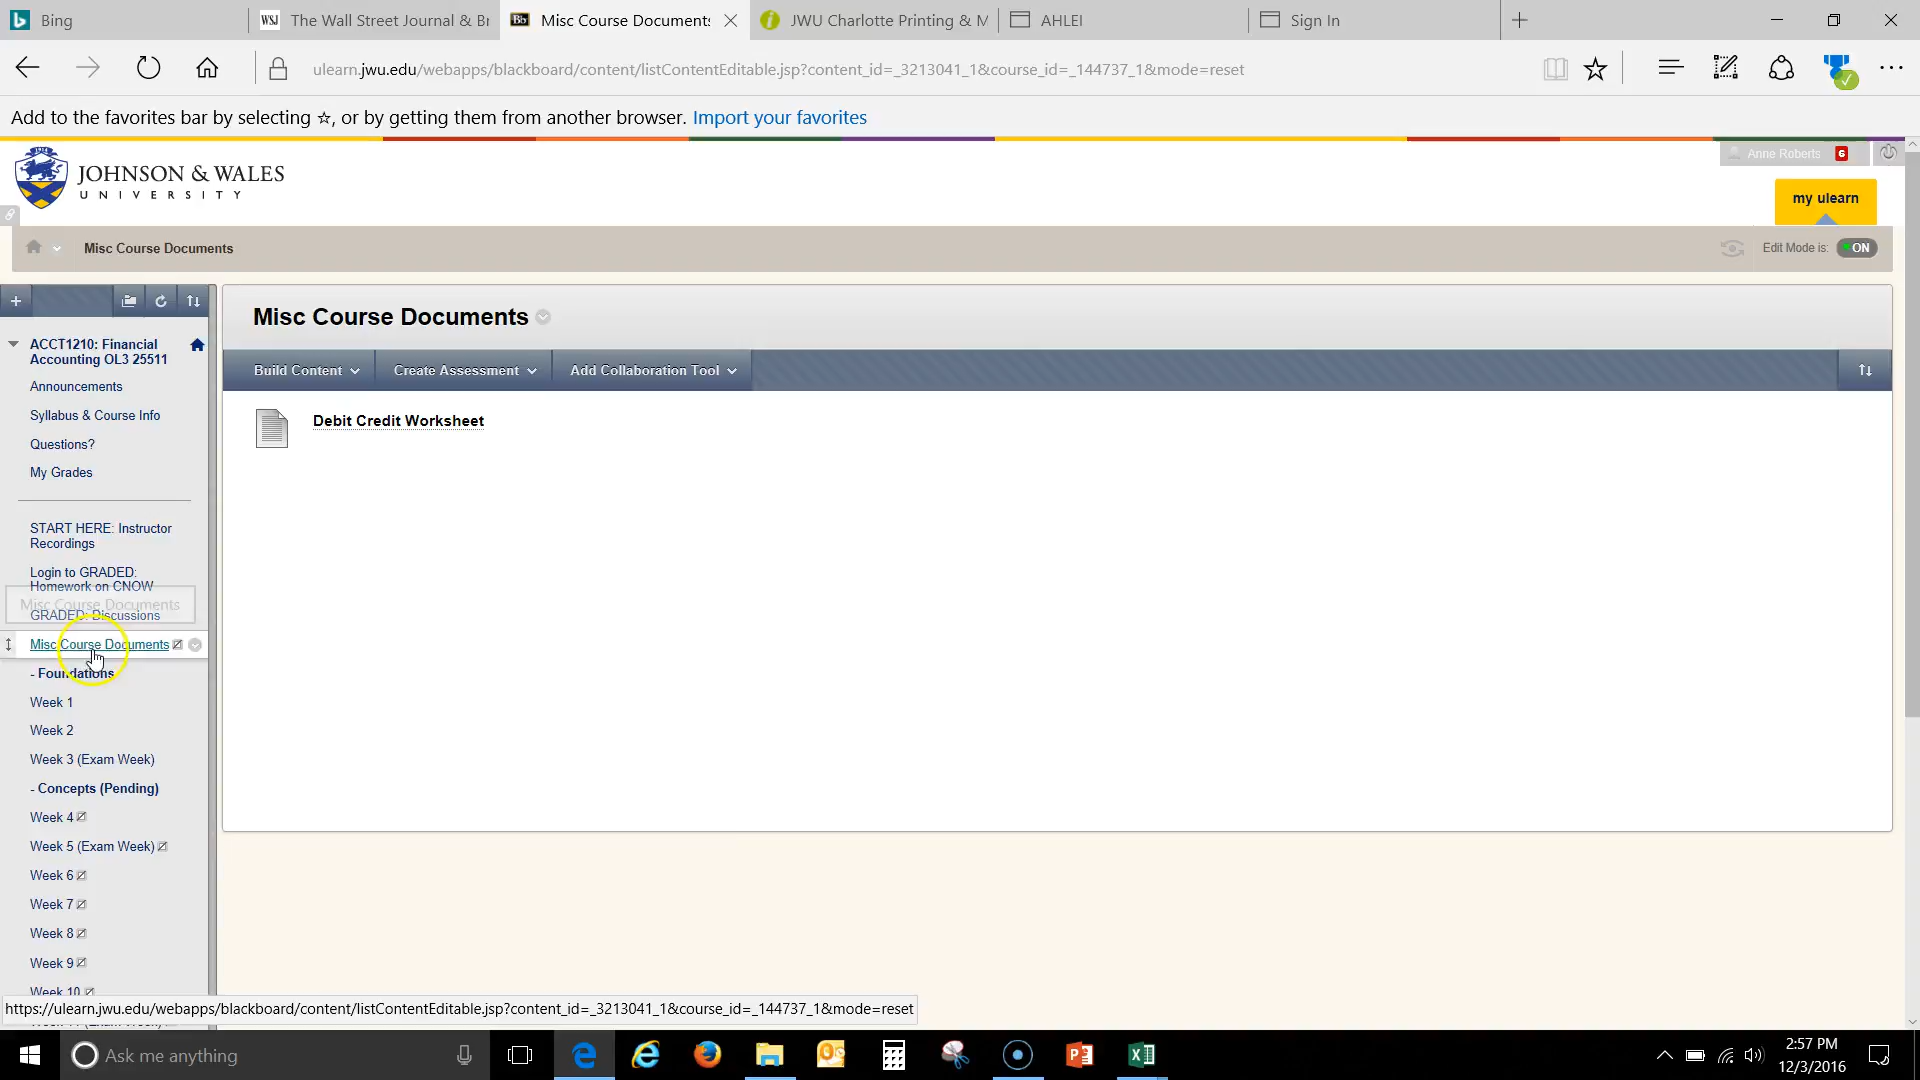 Bing
WSJ The Wall Street Journal & Br
Bb Misc Course Documents
JWU Charlotte Printing & M
AHLEI
Sign In
ulearn.jwu.edu/webapps/blackboard/content/listContentEditable.jsp?content_id=_3213041_1&course_id=_144737_1&mode=reset
Add to the favorites bar by selecting ☆, or by getting them from another browser. Import your favorites
JOHNSON & WALES
UNIVERSITY
Anne Roberts 6
my ulearn
Misc Course Documents
Edit Mode is: ON
ACCT1210: Financial
Accounting OL3 25511
Announcements
Syllabus & Course Info
Questions?
My Grades
START HERE: Instructor
Recordings
Login to GRADED:
Homework on CNOW
Misc Course Documents
GRADED: Discussions
Misc Course Documents
- Foundations
Week 1
Week 2
Week 3 (Exam Week)
- Concepts (Pending)
Week 4
Week 5 (Exam Week)
Week 6
Week 7
Week 8
Week 9
Week 10
Misc Course Documents
Build Content
Create Assessment
Add Collaboration Tool
Debit Credit Worksheet
https://ulearn.jwu.edu/webapps/blackboard/content/listContentEditable.jsp?content_id=_3213041_1&course_id=_144737_1&mode=reset
Ask me anything
2:57 PM
12/3/2016